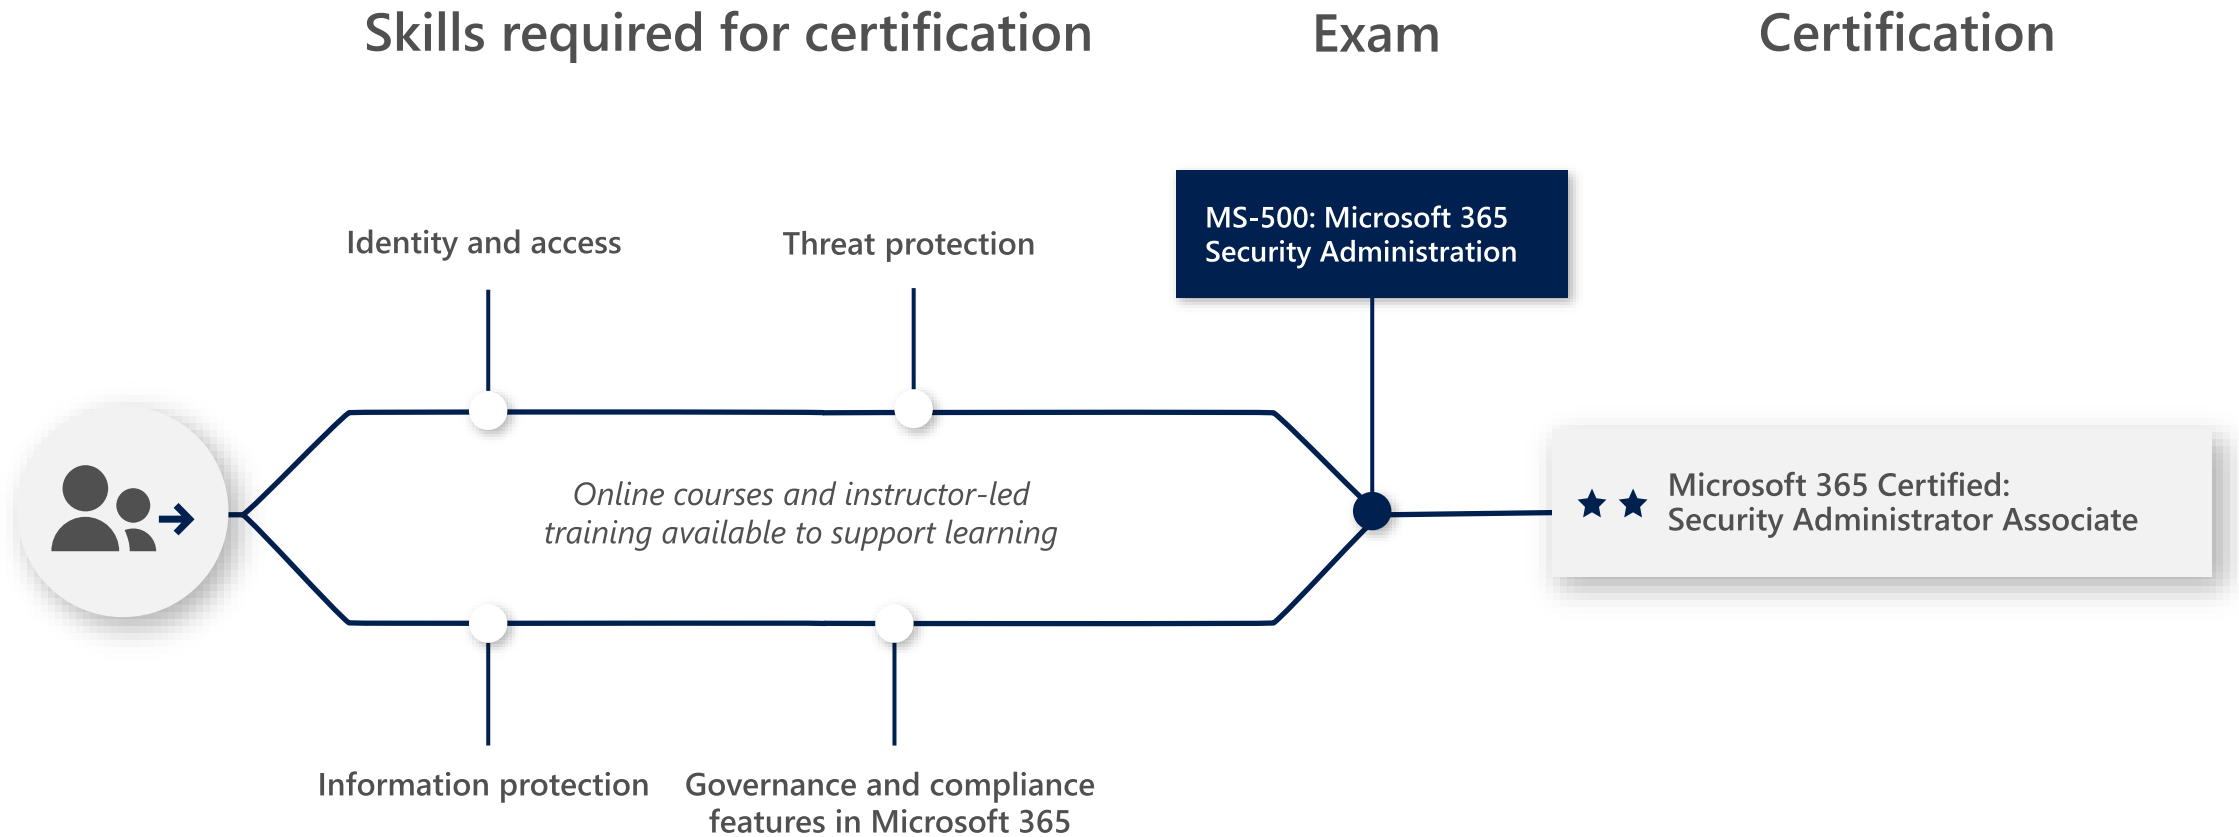 Skills required for certification
Exam
Certification
MS-500: Microsoft 365
Security Administration
Identity and access
Threat protection
Online courses and instructor-led
training available to support learning
Microsoft 365 Certified:
Security Administrator Associate
Information protection
Governance and compliance
features in Microsoft 365